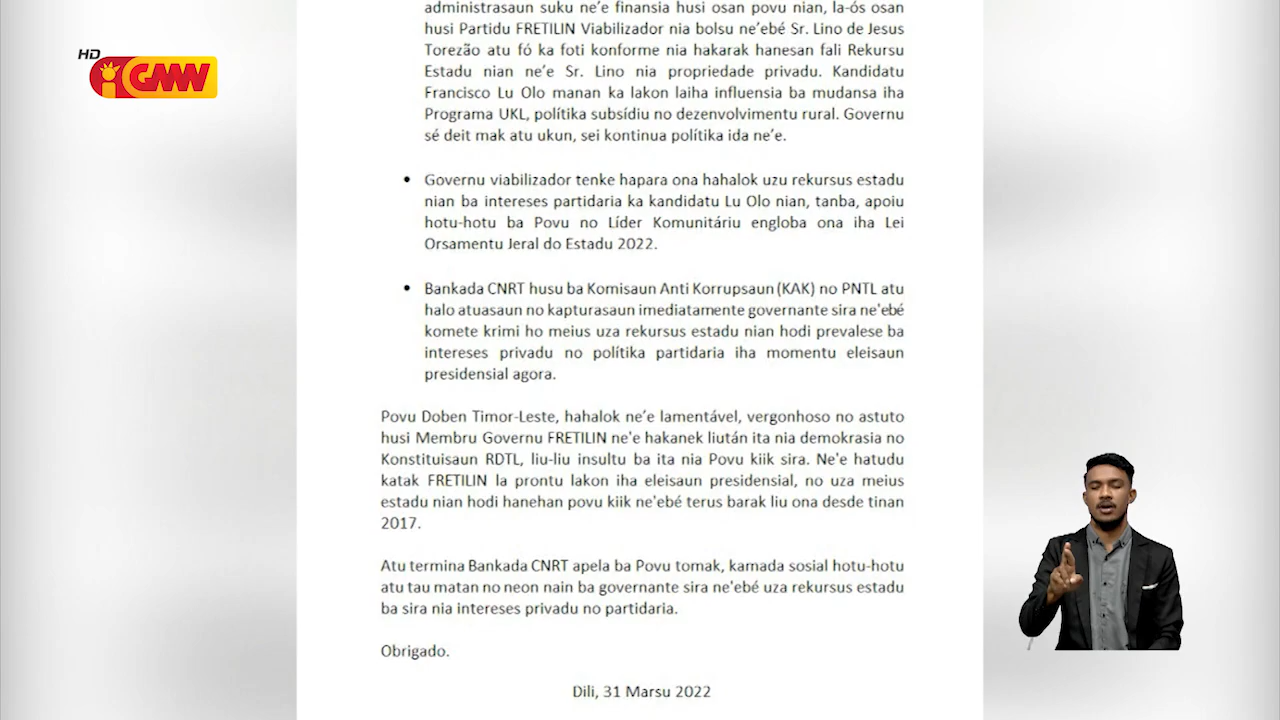 administrasaun suku ne’e finansia husi osan povu nian, la-ós osan
husi Partidu FRETILIN Viabilizador nia bolsu ne’ebé Sr. Lino de Jesus
Torezão atu fó ka foti konforme nia hakarak hanesan fali Rekursu
Estadu nian ne’e Sr. Lino nia propriedade privadu. Kandidatu
Francisco Lu Olo manan ka lakon laiha influensia ba mudansa iha
Programa UKL, polítika subsídiu no dezenvolvimentu rural. Governu
sé deit mak atu ukun, sei kontinua polítika ida ne’e.
• Governu viabilizador tenke hapara ona hahalok uzu rekursus estadu
nian ba intereses partidaria ka kandidatu Lu Olo nian, tanba, apoiu
hotu-hotu ba Povu no Líder Komunitáriu engloba ona iha Lei
Orsamentu Jeral do Estadu 2022.
• Bankada CNRT husu ba Komisaun Anti Korrupsaun (KAK) no PNTL atu
halo atuasaun no kapturasaun imediatamente governante sira ne'ebé
komete krimi ho meius uza rekursus estadu nian hodi prevalese ba
intereses privadu no polítika partidaria iha momentu eleisaun
presidensial agora.
Povu Doben Timor-Leste, hahalok ne’e lamentável, vergonhoso no astuto
husi Membru Governu FRETILIN ne'e hakanek liután ita nia demokrasia no
Konstituisaun RDTL, liu-liu insultu ba ita nia Povu kiik sira. Ne'e hatudu
katak FRETILIN la prontu lakon iha eleisaun presidensial, no uza meius
estadu nian hodi hanehan povu kiik ne'ebé terus barak liu ona desde tinan
2017.
Atu termina Bankada CNRT apela ba Povu tomak, kamada sosial hotu-hotu
atu tau matan no neon nain ba governante sira ne'ebé uza rekursus estadu
ba sira nia intereses privadu no partidaria.
Obrigado.
Dili, 31 Marsu 2022
HD
GMN